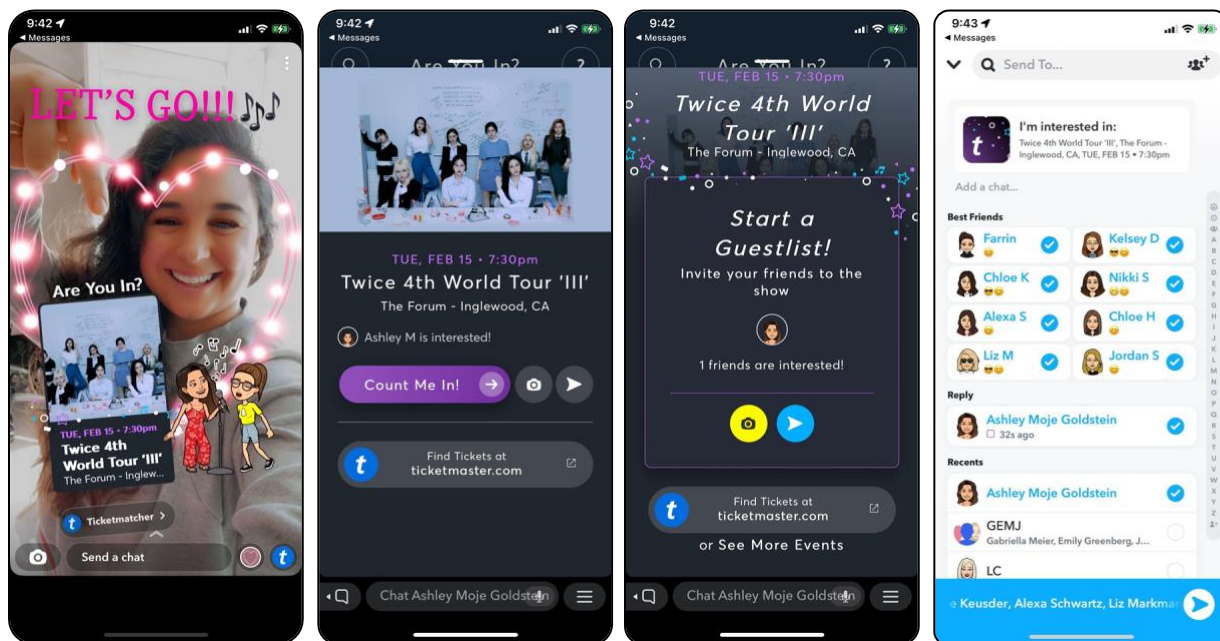 9:42
Messages
LET'S GO!!!
Are You In?
TUE, FEB 15 • 7:30pm
Twice 4th
World Tour 'III'
The Forum - Inglew...
t Ticketmatcher >
Send a chat
t
9:42
Messages
Are You In?
?
TUE, FEB 15 • 7:30pm
Twice 4th World Tour 'III'
The Forum - Inglewood, CA
Ashley M is interested!
Count Me In!
t
Find Tickets at
ticketmaster.com
Chat Ashley Moje Goldstein
9:42
Messages
Are You In?
?
TUE, FEB 15 • 7:30pm
Twice 4th World
Tour 'III'
The Forum - Inglewood, CA
Start a
Guestlist!
Invite your friends to the
show
1 friends are interested!
t
Find Tickets at
ticketmaster.com
or See More Events
Chat Ashley Moje Goldstein
9:43
Messages
Send To...
t
I'm interested in:
Twice 4th World Tour 'III', The Forum -
Inglewood, CA, TUE, FEB 15 • 7:30pm
Add a chat...
Best Friends
Farrin
Kelsey D
Chloe K
Nikki S
Alexa S
Chloe H
Liz M
Jordan S
Reply
Ashley Moje Goldstein
32s ago
Recents
Ashley Moje Goldstein
GEMJ
Gabriella Meier, Emily Greenberg, J...
LC
A
B
C
D
E
F
G
H
I
J
K
L
M
N
O
P
Q
R
S
T
U
V
W
X
Y
Z
e Keusder, Alexa Schwartz, Liz Markma